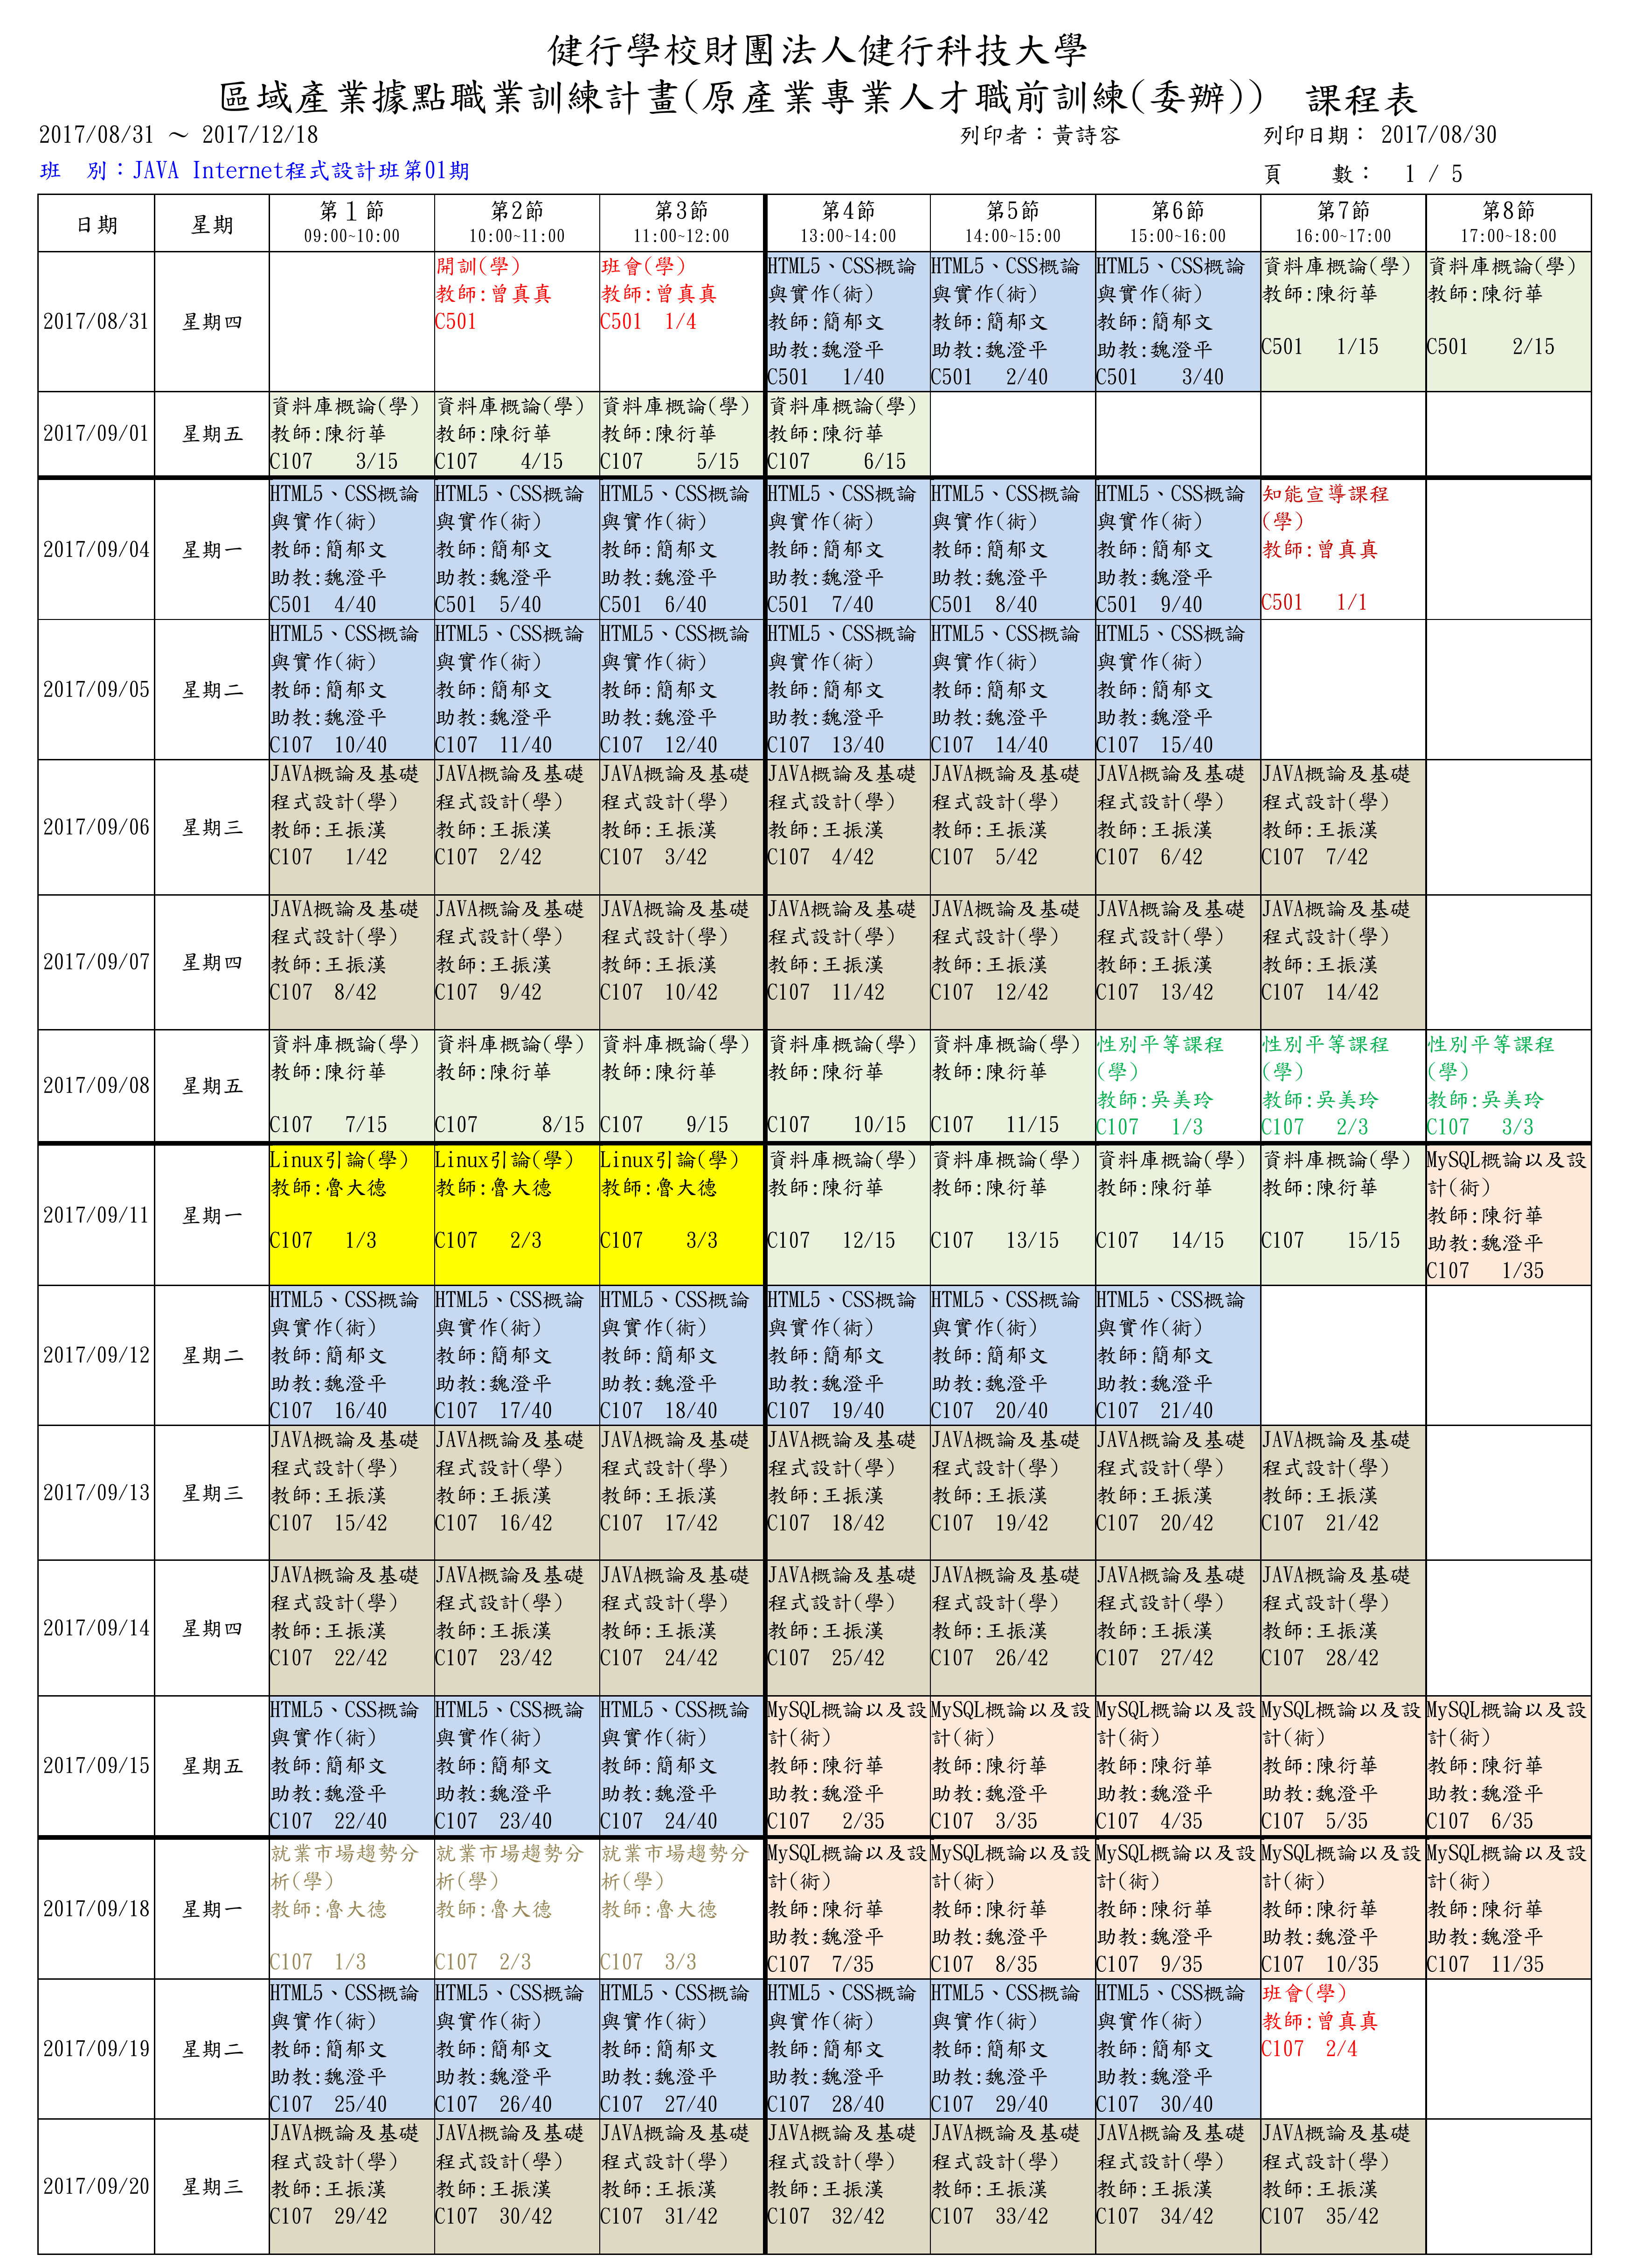 健行學校財團法人健行科技大學
區域產業據點職業訓練計畫(原產業專業人才職前訓練(委辦)) 課程表
2017/08/31 ～ 2017/12/18 列印者：黃詩容 列印日期： 2017/08/30
班 別：JAVA Internet程式設計班第01期 頁 數： 1 / 5
日期 星期 第１節 第2節 第3節 第4節 第5節 第6節 第7節 第8節
09:00~10:00 10:00~11:00 11:00~12:00 13:00~14:00 14:00~15:00 15:00~16:00 16:00~17:00 17:00~18:00
開訓(學) 班會(學) HTML5、CSS概論 HTML5、CSS概論 HTML5、CSS概論 資料庫概論(學) 資料庫概論(學)
教師:曾真真 教師:曾真真 與實作(術) 與實作(術) 與實作(術) 教師:陳衍華 教師:陳衍華
2017/08/31 星期四 C501 C501 1/4 教師:簡郁文 教師:簡郁文 教師:簡郁文
助教:魏澄平 助教:魏澄平 助教:魏澄平 C501 1/15 C501 2/15
C501 1/40 C501 2/40 C501 3/40
資料庫概論(學) 資料庫概論(學) 資料庫概論(學) 資料庫概論(學)
2017/09/01 星期五 教師:陳衍華 教師:陳衍華 教師:陳衍華 教師:陳衍華
C107 3/15 C107 4/15 C107 5/15 C107 6/15
HTML5、CSS概論 HTML5、CSS概論 HTML5、CSS概論 HTML5、CSS概論 HTML5、CSS概論 HTML5、CSS概論 知能宣導課程
與實作(術) 與實作(術) 與實作(術) 與實作(術) 與實作(術) 與實作(術) (學)
2017/09/04 星期一 教師:簡郁文 教師:簡郁文 教師:簡郁文 教師:簡郁文 教師:簡郁文 教師:簡郁文 教師:曾真真
助教:魏澄平 助教:魏澄平 助教:魏澄平 助教:魏澄平 助教:魏澄平 助教:魏澄平
C501 4/40 C501 5/40 C501 6/40 C501 7/40 C501 8/40 C501 9/40 C501 1/1
HTML5、CSS概論 HTML5、CSS概論 HTML5、CSS概論 HTML5、CSS概論 HTML5、CSS概論 HTML5、CSS概論
與實作(術) 與實作(術) 與實作(術) 與實作(術) 與實作(術) 與實作(術)
2017/09/05 星期二 教師:簡郁文 教師:簡郁文 教師:簡郁文 教師:簡郁文 教師:簡郁文 教師:簡郁文
助教:魏澄平 助教:魏澄平 助教:魏澄平 助教:魏澄平 助教:魏澄平 助教:魏澄平
C107 10/40 C107 11/40 C107 12/40 C107 13/40 C107 14/40 C107 15/40
JAVA概論及基礎 JAVA概論及基礎 JAVA概論及基礎 JAVA概論及基礎 JAVA概論及基礎 JAVA概論及基礎 JAVA概論及基礎
程式設計(學) 程式設計(學) 程式設計(學) 程式設計(學) 程式設計(學) 程式設計(學) 程式設計(學)
2017/09/06 星期三 教師:王振漢 教師:王振漢 教師:王振漢 教師:王振漢 教師:王振漢 教師:王振漢 教師:王振漢
C107 1/42 C107 2/42 C107 3/42 C107 4/42 C107 5/42 C107 6/42 C107 7/42
JAVA概論及基礎 JAVA概論及基礎 JAVA概論及基礎 JAVA概論及基礎 JAVA概論及基礎 JAVA概論及基礎 JAVA概論及基礎
程式設計(學) 程式設計(學) 程式設計(學) 程式設計(學) 程式設計(學) 程式設計(學) 程式設計(學)
2017/09/07 星期四 教師:王振漢 教師:王振漢 教師:王振漢 教師:王振漢 教師:王振漢 教師:王振漢 教師:王振漢
C107 8/42 C107 9/42 C107 10/42 C107 11/42 C107 12/42 C107 13/42 C107 14/42
資料庫概論(學) 資料庫概論(學) 資料庫概論(學) 資料庫概論(學) 資料庫概論(學) 性別平等課程 性別平等課程 性別平等課程
教師:陳衍華 教師:陳衍華 教師:陳衍華 教師:陳衍華 教師:陳衍華 (學) (學) (學)
2017/09/08 星期五 教師:吳美玲 教師:吳美玲 教師:吳美玲
C107 7/15 C107 8/15 C107 9/15 C107 10/15 C107 11/15 C107 1/3 C107 2/3 C107 3/3
Linux引論(學) Linux引論(學) Linux引論(學) 資料庫概論(學) 資料庫概論(學) 資料庫概論(學) 資料庫概論(學) MySQL概論以及設
教師:魯大德 教師:魯大德 教師:魯大德 教師:陳衍華 教師:陳衍華 教師:陳衍華 教師:陳衍華 計(術)
2017/09/11 星期一 教師:陳衍華
C107 1/3 C107 2/3 C107 3/3 C107 12/15 C107 13/15 C107 14/15 C107 15/15 助教:魏澄平
C107 1/35
HTML5、CSS概論 HTML5、CSS概論 HTML5、CSS概論 HTML5、CSS概論 HTML5、CSS概論 HTML5、CSS概論
與實作(術) 與實作(術) 與實作(術) 與實作(術) 與實作(術) 與實作(術)
2017/09/12 星期二 教師:簡郁文 教師:簡郁文 教師:簡郁文 教師:簡郁文 教師:簡郁文 教師:簡郁文
助教:魏澄平 助教:魏澄平 助教:魏澄平 助教:魏澄平 助教:魏澄平 助教:魏澄平
C107 16/40 C107 17/40 C107 18/40 C107 19/40 C107 20/40 C107 21/40
JAVA概論及基礎 JAVA概論及基礎 JAVA概論及基礎 JAVA概論及基礎 JAVA概論及基礎 JAVA概論及基礎 JAVA概論及基礎
程式設計(學) 程式設計(學) 程式設計(學) 程式設計(學) 程式設計(學) 程式設計(學) 程式設計(學)
2017/09/13 星期三 教師:王振漢 教師:王振漢 教師:王振漢 教師:王振漢 教師:王振漢 教師:王振漢 教師:王振漢
C107 15/42 C107 16/42 C107 17/42 C107 18/42 C107 19/42 C107 20/42 C107 21/42
JAVA概論及基礎 JAVA概論及基礎 JAVA概論及基礎 JAVA概論及基礎 JAVA概論及基礎 JAVA概論及基礎 JAVA概論及基礎
程式設計(學) 程式設計(學) 程式設計(學) 程式設計(學) 程式設計(學) 程式設計(學) 程式設計(學)
2017/09/14 星期四 教師:王振漢 教師:王振漢 教師:王振漢 教師:王振漢 教師:王振漢 教師:王振漢 教師:王振漢
C107 22/42 C107 23/42 C107 24/42 C107 25/42 C107 26/42 C107 27/42 C107 28/42
HTML5、CSS概論 HTML5、CSS概論 HTML5、CSS概論 MySQL概論以及設 MySQL概論以及設 MySQL概論以及設 MySQL概論以及設 MySQL概論以及設
與實作(術) 與實作(術) 與實作(術) 計(術) 計(術) 計(術) 計(術) 計(術)
2017/09/15 星期五 教師:簡郁文 教師:簡郁文 教師:簡郁文 教師:陳衍華 教師:陳衍華 教師:陳衍華 教師:陳衍華 教師:陳衍華
助教:魏澄平 助教:魏澄平 助教:魏澄平 助教:魏澄平 助教:魏澄平 助教:魏澄平 助教:魏澄平 助教:魏澄平
C107 22/40 C107 23/40 C107 24/40 C107 2/35 C107 3/35 C107 4/35 C107 5/35 C107 6/35
就業市場趨勢分 就業市場趨勢分 就業市場趨勢分 MySQL概論以及設 MySQL概論以及設 MySQL概論以及設 MySQL概論以及設 MySQL概論以及設
析(學) 析(學) 析(學) 計(術) 計(術) 計(術) 計(術) 計(術)
2017/09/18 星期一 教師:魯大德 教師:魯大德 教師:魯大德 教師:陳衍華 教師:陳衍華 教師:陳衍華 教師:陳衍華 教師:陳衍華
助教:魏澄平 助教:魏澄平 助教:魏澄平 助教:魏澄平 助教:魏澄平
C107 1/3 C107 2/3 C107 3/3 C107 7/35 C107 8/35 C107 9/35 C107 10/35 C107 11/35
HTML5、CSS概論 HTML5、CSS概論 HTML5、CSS概論 HTML5、CSS概論 HTML5、CSS概論 HTML5、CSS概論 班會(學)
與實作(術) 與實作(術) 與實作(術) 與實作(術) 與實作(術) 與實作(術) 教師:曾真真
2017/09/19 星期二 教師:簡郁文 教師:簡郁文 教師:簡郁文 教師:簡郁文 教師:簡郁文 教師:簡郁文 C107 2/4
助教:魏澄平 助教:魏澄平 助教:魏澄平 助教:魏澄平 助教:魏澄平 助教:魏澄平
C107 25/40 C107 26/40 C107 27/40 C107 28/40 C107 29/40 C107 30/40
JAVA概論及基礎 JAVA概論及基礎 JAVA概論及基礎 JAVA概論及基礎 JAVA概論及基礎 JAVA概論及基礎 JAVA概論及基礎
程式設計(學) 程式設計(學) 程式設計(學) 程式設計(學) 程式設計(學) 程式設計(學) 程式設計(學)
2017/09/20 星期三 教師:王振漢 教師:王振漢 教師:王振漢 教師:王振漢 教師:王振漢 教師:王振漢 教師:王振漢
C107 29/42 C107 30/42 C107 31/42 C107 32/42 C107 33/42 C107 34/42 C107 35/42